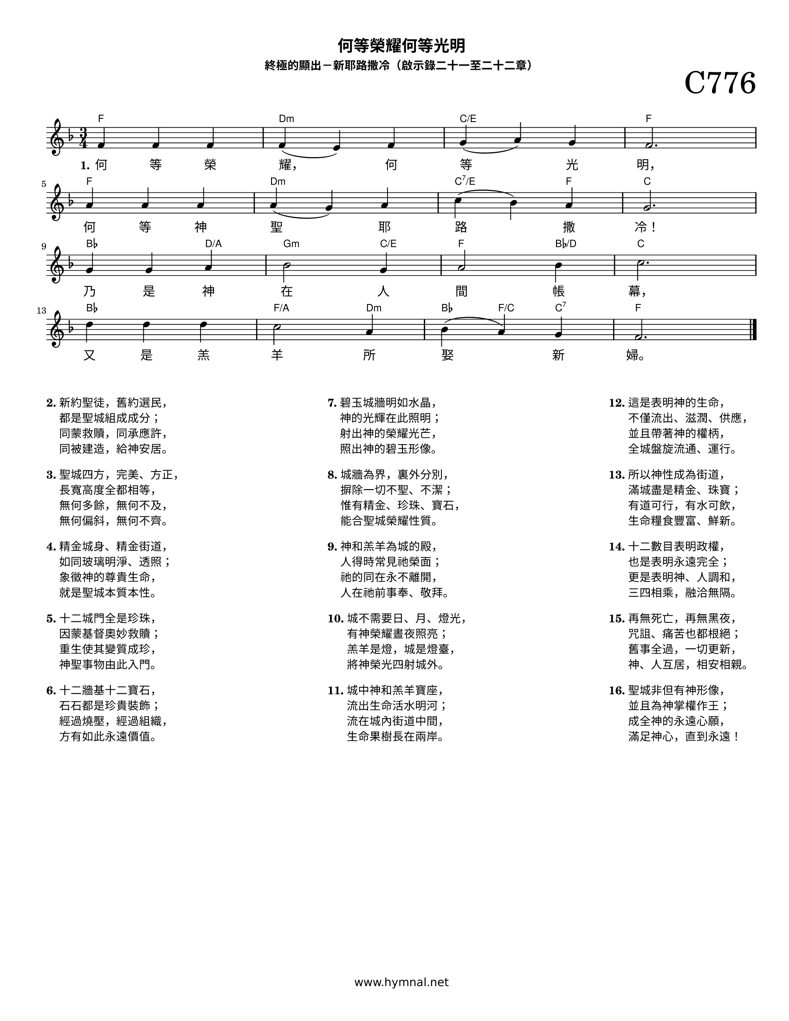 何等榮耀何等光明
終極的顯出－新耶路撒冷（啟示錄二十一至二十二章）
C776
F Dm C/E F
1. 何 等 榮 耀， 何 等 光 明，
5 F Dm C7/E F C
何 等 神 聖 耶 路 撒 冷！
9 B♭ D/A Gm C/E F B♭/D C
乃 是 神 在 人 間 帳 幕，
13 B♭ F/A Dm B♭ F/C C7 F
又 是 羔 羊 所 娶 新 婦。
2. 新約聖徒，舊約選民，
都是聖城組成成分；
同蒙救贖，同承應許，
同被建造，給神安居。
3. 聖城四方，完美、方正，
長寬高度全都相等，
無何多餘，無何不及，
無何偏斜，無何不齊。
4. 精金城身、精金街道，
如同玻璃明淨、透照；
象徵神的尊貴生命，
就是聖城本質本性。
5. 十二城門全是珍珠，
因蒙基督奧妙救贖；
重生使其變質成珍，
神聖事物由此入門。
6. 十二牆基十二寶石，
石石都是珍貴裝飾；
經過燒壓，經過組織，
方有如此永遠價值。
7. 碧玉城牆明如水晶，
神的光輝在此照明；
射出神的榮耀光芒，
照出神的碧玉形像。
8. 城牆為界，裏外分別，
摒除一切不聖、不潔；
惟有精金、珍珠、寶石，
能合聖城榮耀性質。
9. 神和羔羊為城的殿，
人得時常見祂榮面；
祂的同在永不離開，
人在祂前事奉、敬拜。
10. 城不需要日、月、燈光，
有神榮耀晝夜照亮；
羔羊是燈，城是燈臺，
將神榮光四射城外。
11. 城中神和羔羊寶座，
流出生命活水明河；
流在城內街道中間，
生命果樹長在兩岸。
12. 這是表明神的生命，
不僅流出、滋潤、供應，
並且帶著神的權柄，
全城盤旋流通、運行。
13. 所以神性成為街道，
滿城盡是精金、珠寶；
有道可行，有水可飲，
生命糧食豐富、鮮新。
14. 十二數目表明政權，
也是表明永遠完全；
更是表明神、人調和，
三四相乘，融洽無隔。
15. 再無死亡，再無黑夜，
咒詛、痛苦也都根絕；
舊事全過，一切更新，
神、人互居，相安相親。
16. 聖城非但有神形像，
並且為神掌權作王；
成全神的永遠心願，
滿足神心，直到永遠！
www.hymnal.net